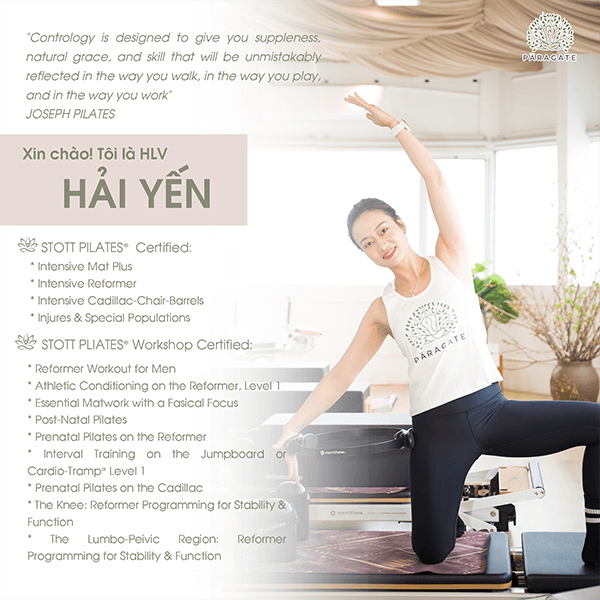 "Contrology is designed to give you suppleness,
natural grace, and skill that will be unmistakably
reflected in the way you walk, in the way you play,
and in the way you work"
JOSEPH PILATES
PARAGATE
Xin chào! Tôi là HLV
HẢI YẾN
STOTT PILATES® Certified:
* Intensive Mat Plus
* Intensive Reformer
* Intensive Cadillac-Chair-Barrels
* Injures & Special Populations
STOTT PLIATES® Workshop Certified:
* Reformer Workout for Men
* Athletic Conditioning on the Reformer, Level 1
* Essential Matwork with a Fasical Focus
* Post-Natal Pilates
* Prenatal Pilates on the Reformer
* Interval Training on the Jumpboard or
Cardio-Tramp® Level 1
* Prenatal Pilates on the Cadillac
* The Knee: Reformer Programming for Stability &
Function
* The Lumbo-Peivic Region: Reformer
Programming for Stability & Function
PARAGATE
merrithew